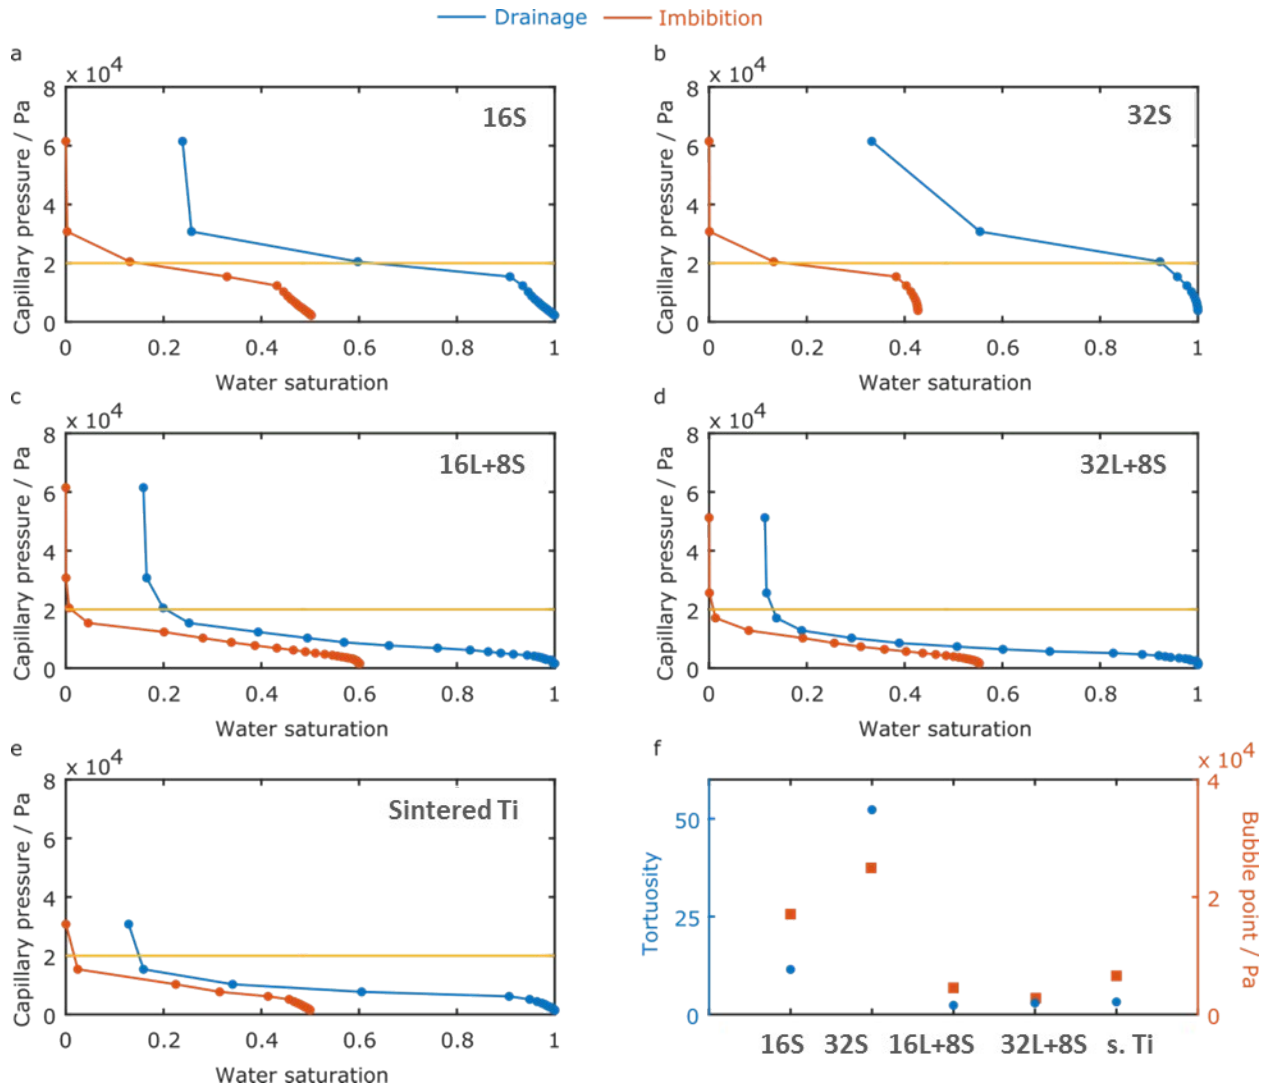 Drainage Imbibition
a
x 10^4
8
6
4
2
0
Capillary pressure / Pa
16S
0 0.2 0.4 0.6 0.8 1
Water saturation
b
x 10^4
8
6
4
2
0
Capillary pressure / Pa
32S
0 0.2 0.4 0.6 0.8 1
Water saturation
c
x 10^4
8
6
4
2
0
Capillary pressure / Pa
16L+8S
0 0.2 0.4 0.6 0.8 1
Water saturation
d
x 10^4
8
6
4
2
0
Capillary pressure / Pa
32L+8S
0 0.2 0.4 0.6 0.8 1
Water saturation
e
x 10^4
8
6
4
2
0
Capillary pressure / Pa
Sintered Ti
0 0.2 0.4 0.6 0.8 1
Water saturation
f
x 10^4
50
25
0
Tortuosity
4
2
0
Bubble point / Pa
16S 32S 16L+8S 32L+8S s. Ti